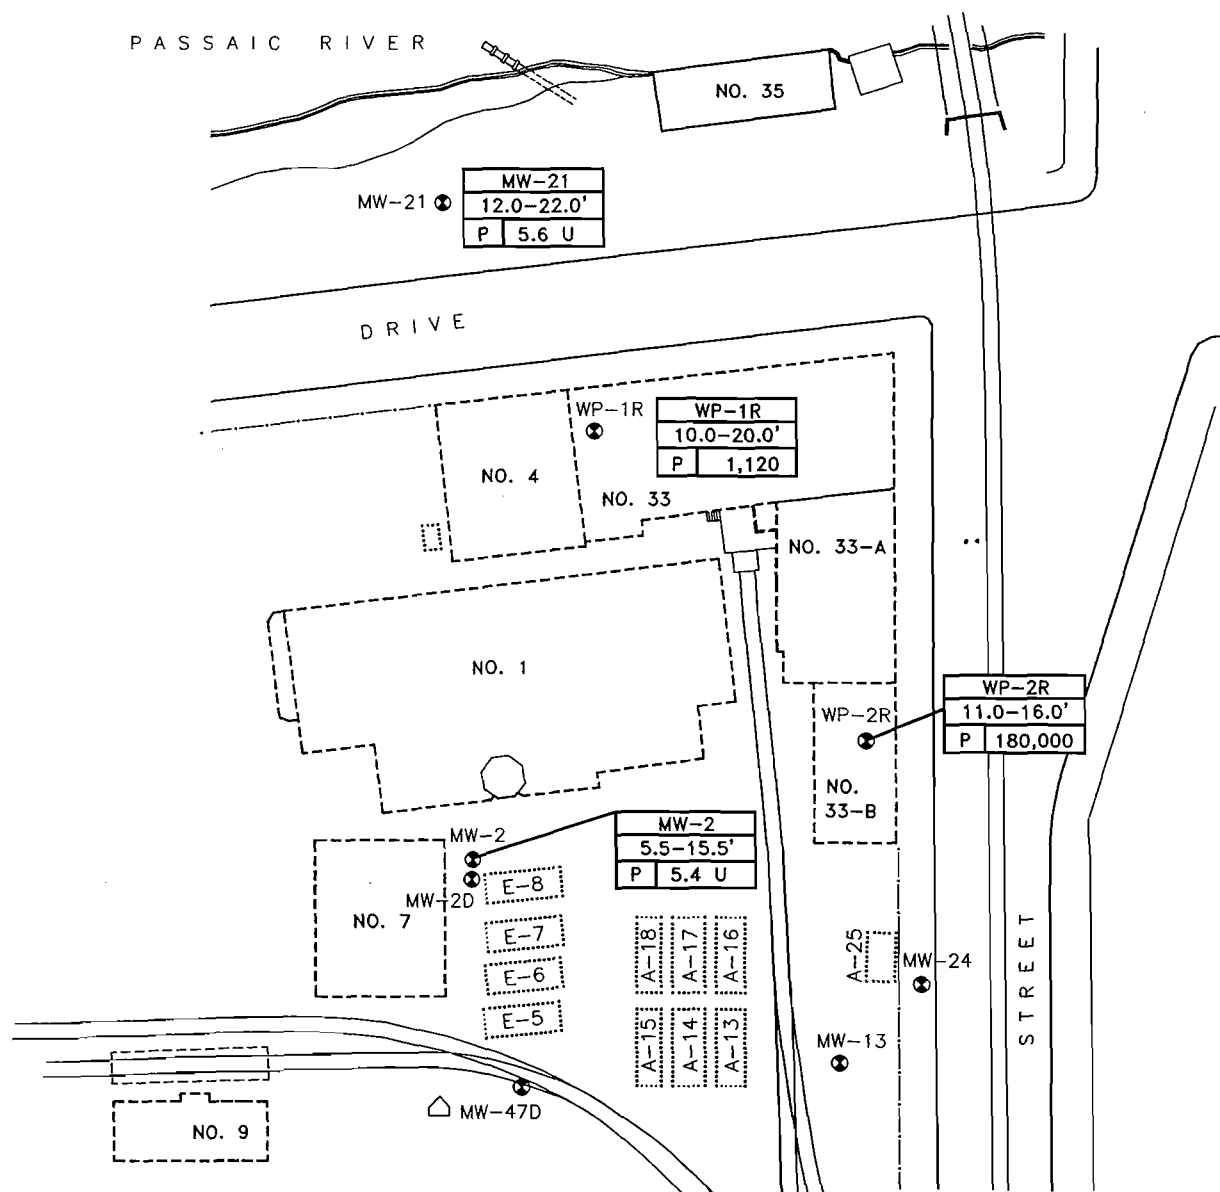 PASSAIC RIVER
NO. 35
MW-21
MW-21
12.0-22.0'
P 5.6 U
DRIVE
WP-1R
WP-1R
10.0-20.0'
P 1,120
NO. 4
NO. 33
NO. 33-A
NO. 1
WP-2R
WP-2R
11.0-16.0'
P 180,000
NO.
33-B
MW-2
MW-2
5.5-15.5'
P 5.4 U
MW-2D
E-8
NO. 7
E-7
E-6
E-5
A-18
A-17
A-16
A-15
A-14
A-13
A-25
MW-24
STREET
MW-13
MW-47D
NO. 9